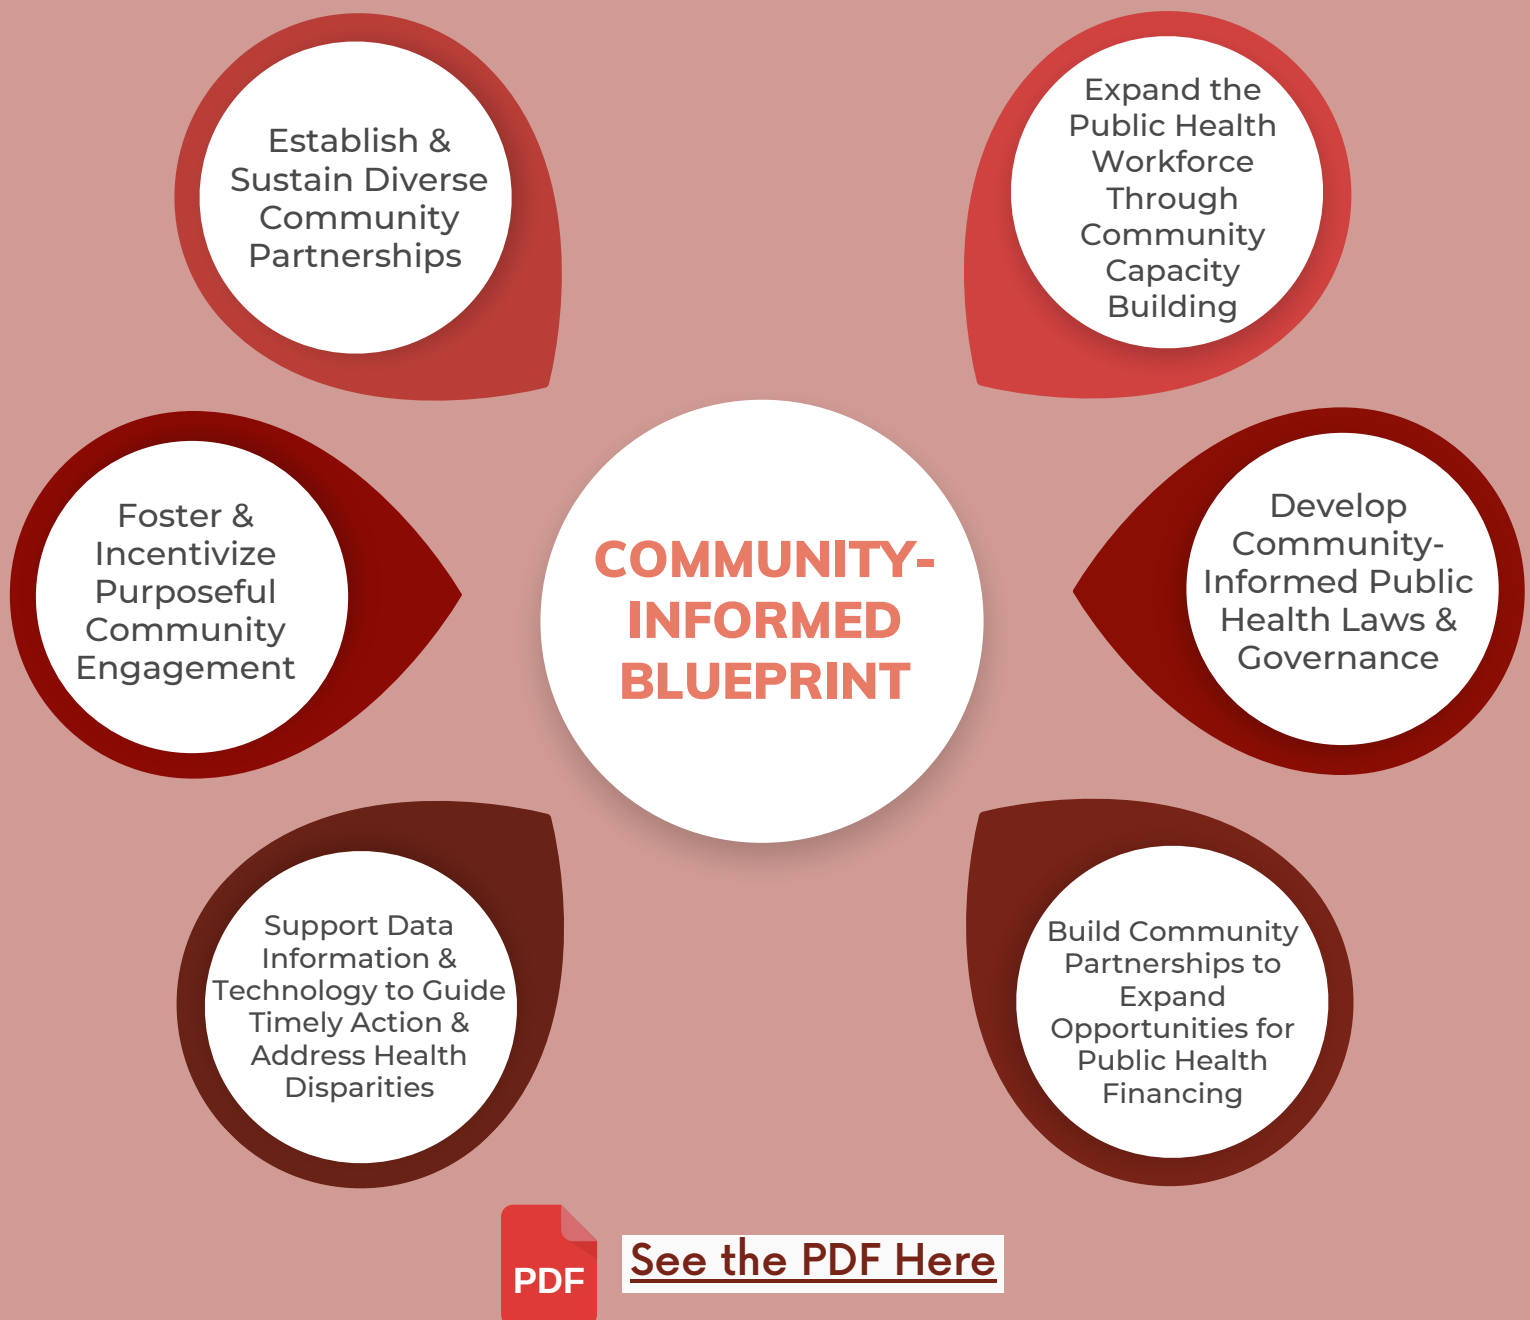 Establish &
Sustain Diverse
Community
Partnerships
Expand the
Public Health
Workforce
Through
Community
Capacity
Building
Foster &
Incentivize
Purposeful
Community
Engagement
COMMUNITY-
INFORMED
BLUEPRINT
Develop
Community-
Informed Public
Health Laws &
Governance
Support Data
Information &
Technology to Guide
Timely Action &
Address Health
Disparities
Build Community
Partnerships to
Expand
Opportunities for
Public Health
Financing
PDF
See the PDF Here